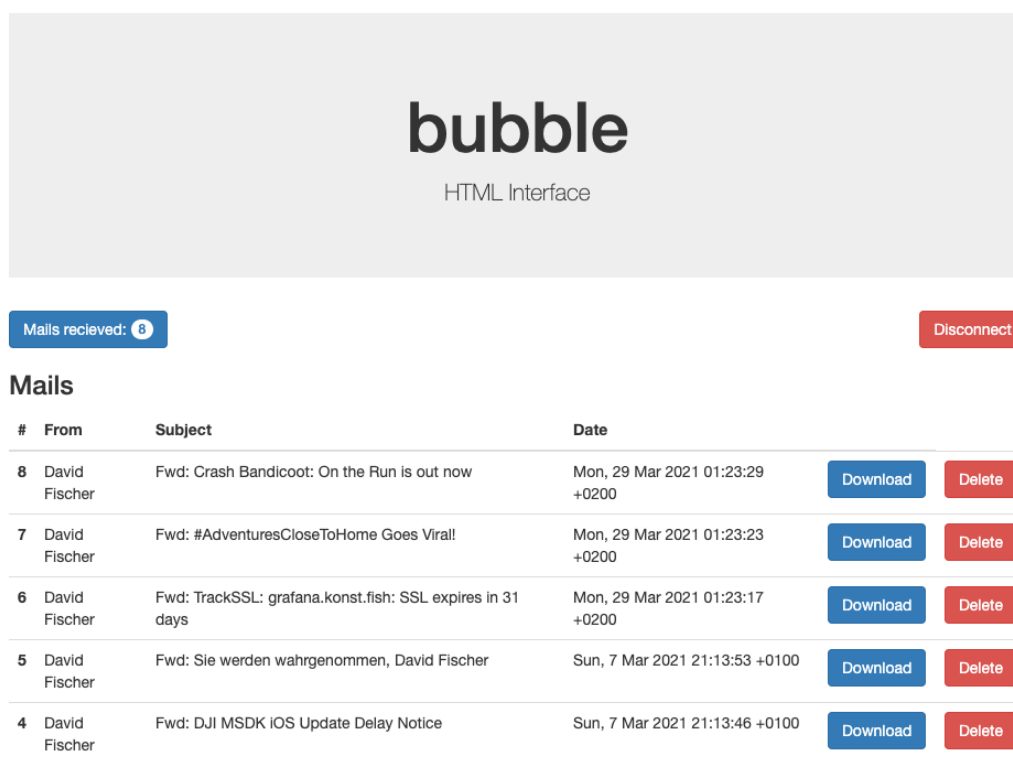 bubble
HTML Interface
Mails recieved: 8
Disconnect
Mails
# From Subject Date
8 David Fischer Fwd: Crash Bandicoot: On the Run is out now Mon, 29 Mar 2021 01:23:29 +0200 Download Delete
7 David Fischer Fwd: #AdventuresCloseToHome Goes Viral! Mon, 29 Mar 2021 01:23:23 +0200 Download Delete
6 David Fischer Fwd: TrackSSL: grafana.konst.fish: SSL expires in 31 days Mon, 29 Mar 2021 01:23:17 +0200 Download Delete
5 David Fischer Fwd: Sie werden wahrgenommen, David Fischer Sun, 7 Mar 2021 21:13:53 +0100 Download Delete
4 David Fischer Fwd: DJI MSDK iOS Update Delay Notice Sun, 7 Mar 2021 21:13:46 +0100 Download Delete